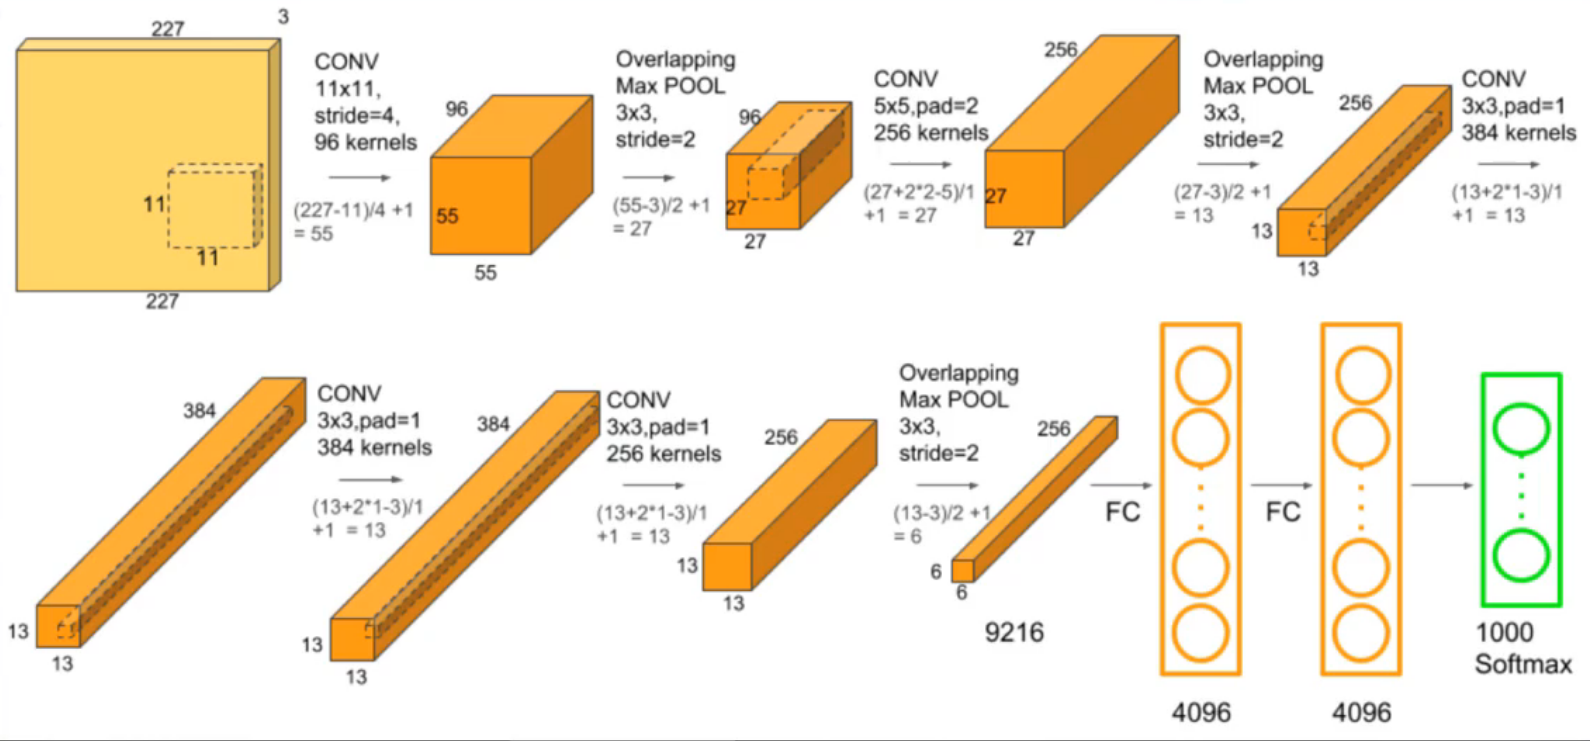 227
3
11
11
227
CONV
11x11,
stride=4,
96 kernels
(227-11)/4 +1
= 55
96
55
55
Overlapping
Max POOL
3x3,
stride=2
(55-3)/2 +1
= 27
96
27
27
CONV
5x5,pad=2
256 kernels
(27+2*2-5)/1
+1 = 27
256
27
27
Overlapping
Max POOL
3x3,
stride=2
(27-3)/2 +1
= 13
256
13
13
CONV
3x3,pad=1
384 kernels
(13+2*1-3)/1
+1 = 13
384
13
13
CONV
3x3,pad=1
384 kernels
(13+2*1-3)/1
+1 = 13
384
13
13
CONV
3x3,pad=1
256 kernels
(13+2*1-3)/1
+1 = 13
256
13
13
Overlapping
Max POOL
3x3,
stride=2
(13-3)/2 +1
= 6
256
6
6
9216
FC
4096
FC
4096
1000
Softmax